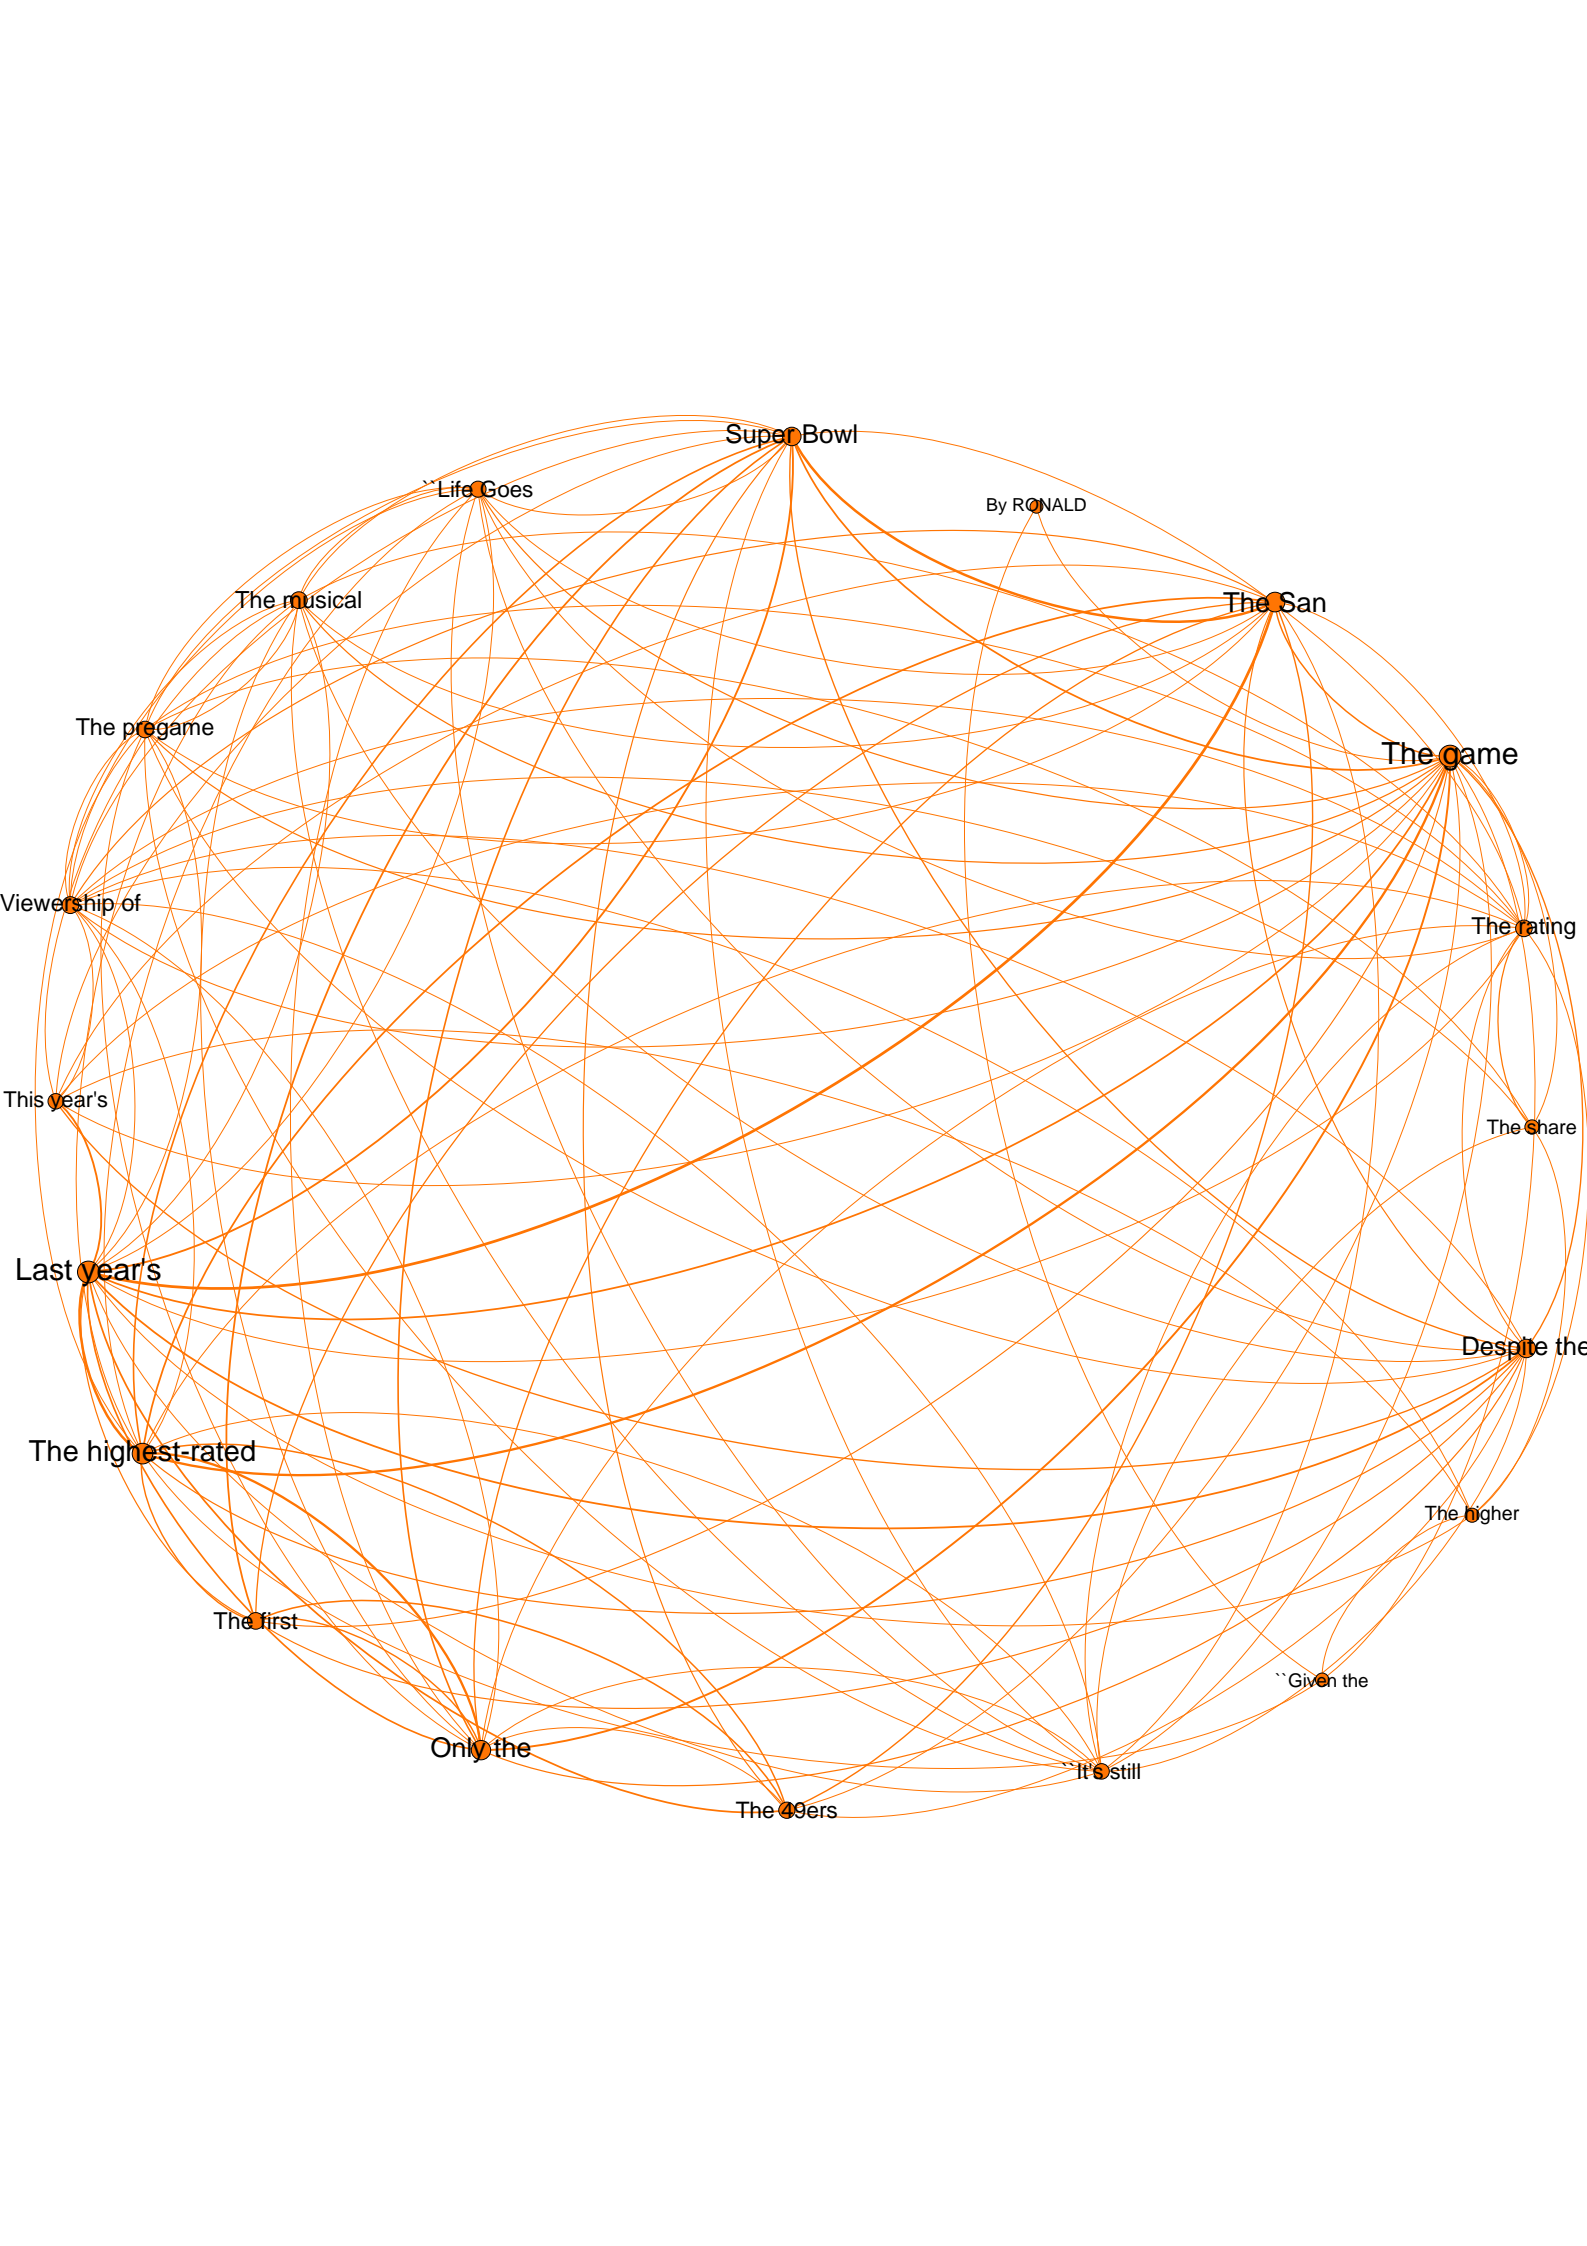 Super Bowl
``Life Goes
By RONALD
The musical
The San
The pregame
The game
Viewership of
The rating
This year's
The share
Last year's
Despite the
The highest-rated
The higher
The first
``Given the
Only the
``It's still
The 49ers